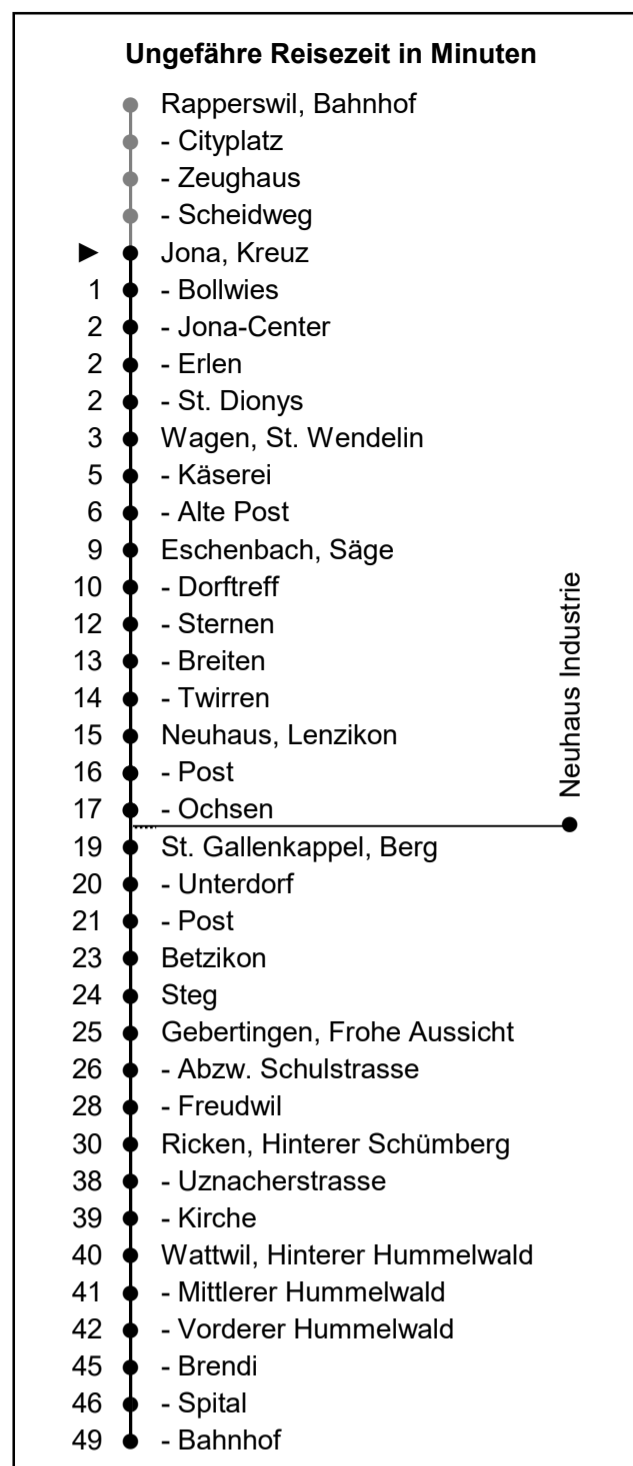 Ungefähre Reisezeit in Minuten
Rapperswil, Bahnhof
- Cityplatz
- Zeughaus
- Scheidweg
► Jona, Kreuz
1 - Bollwies
2 - Jona-Center
2 - Erlen
2 - St. Dionys
3 Wagen, St. Wendelin
5 - Käserei
6 - Alte Post
9 Eschenbach, Säge
10 - Dorftreff
12 - Sternen
13 - Breiten
14 - Twirren
15 Neuhaus, Lenzikon
16 - Post
17 - Ochsen
Neuhaus Industrie
19 St. Gallenkappel, Berg
20 - Unterdorf
21 - Post
23 Betzikon
24 Steg
25 Gebertingen, Frohe Aussicht
26 - Abzw. Schulstrasse
28 - Freudwil
30 Ricken, Hinterer Schümberg
38 - Uznacherstrasse
39 - Kirche
40 Wattwil, Hinterer Hummelwald
41 - Mittlerer Hummelwald
42 - Vorderer Hummelwald
45 - Brendi
46 - Spital
49 - Bahnhof